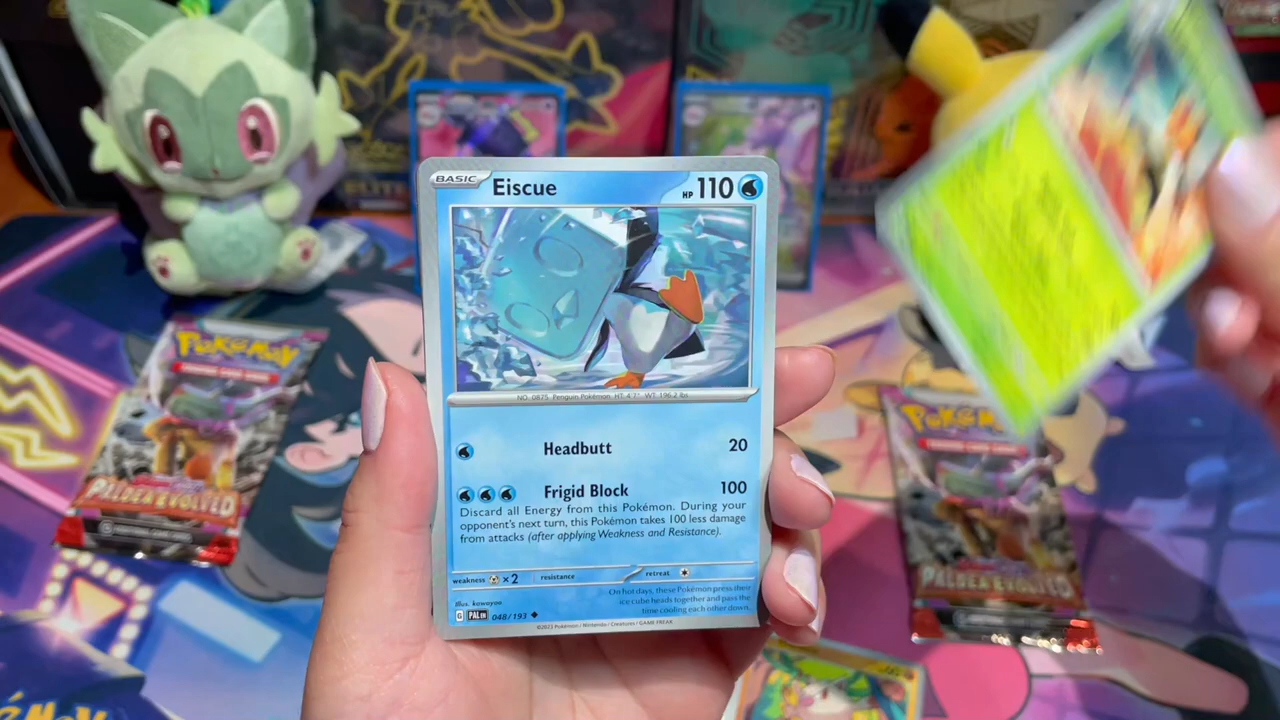 ELITE
BASIC Eiscue HP 110
NO. 0875 Penguin Pokémon HT: 4'7" WT: 196.2 lbs
Headbutt 20
Frigid Block 100
Discard all Energy from this Pokémon. During your
opponent's next turn, this Pokémon takes 100 less damage
from attacks (after applying Weakness and Resistance).
weakness ×2 resistance retreat
On hot days, these Pokémon press their
ice cube heads together and pass the
time cooling each other down.
Illus. kawayoo
G PAL EN 048/193
©2023 Pokémon / Nintendo / Creatures / GAME FREAK
POKéMON
PALDEA EVOLVED
POKéMON
PALDEA EVOLVED